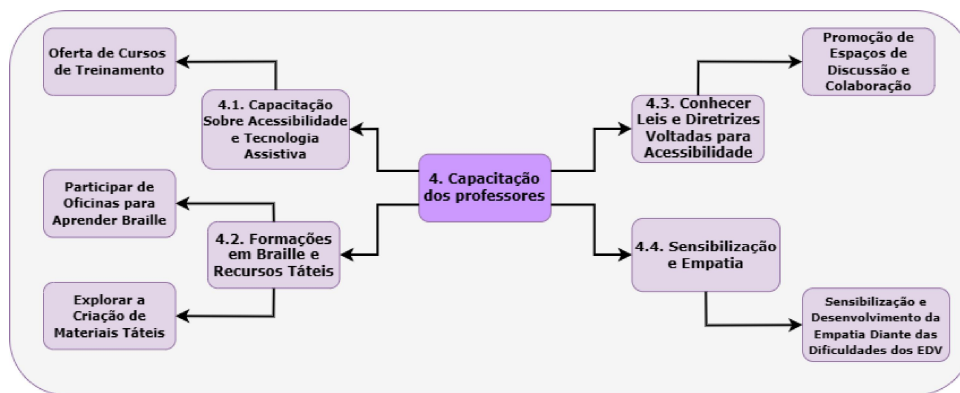 Oferta de Cursos
de Treinamento
4.1. Capacitação
Sobre Acessibilidade
e Tecnologia
Assistiva
Participar de
Oficinas para
Aprender Braille
4.2. Formações
em Braille e
Recursos Táteis
Explorar a
Criação de
Materiais Táteis
4. Capacitação
dos professores
Promoção de
Espaços de
Discussão e
Colaboração
4.3. Conhecer
Leis e Diretrizes
Voltadas para
Acessibilidade
4.4. Sensibilização
e Empatia
Sensibilização e
Desenvolvimento da
Empatia Diante das
Dificuldades dos EDV